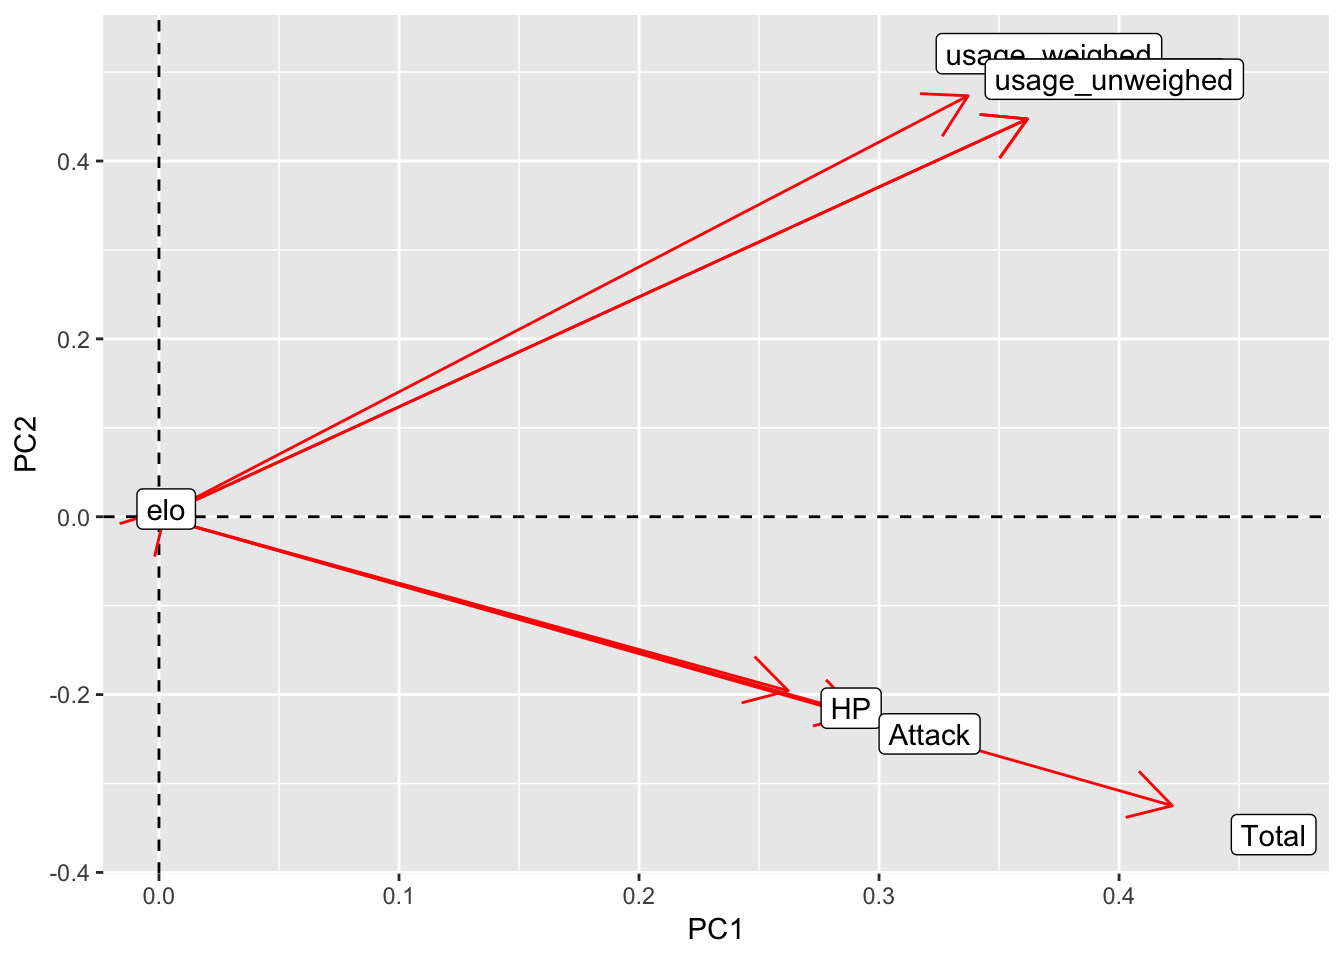 usage_weighed
usage_unweighed
0.4
0.2
PC2
elo
0.0
-0.2
HP
Attack
Total
-0.4
0.0
0.1
0.2
0.3
0.4
PC1